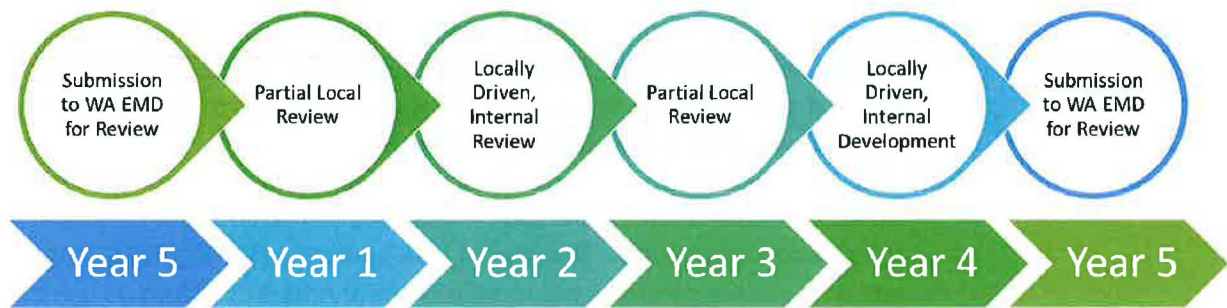 Submission
to WA EMD
for Review
Partial Local
Review
Locally
Driven,
Internal
Review
Partial Local
Review
Locally
Driven,
Internal
Development
Submission
to WA EMD
for Review
Year 5
Year 1
Year 2
Year 3
Year 4
Year 5